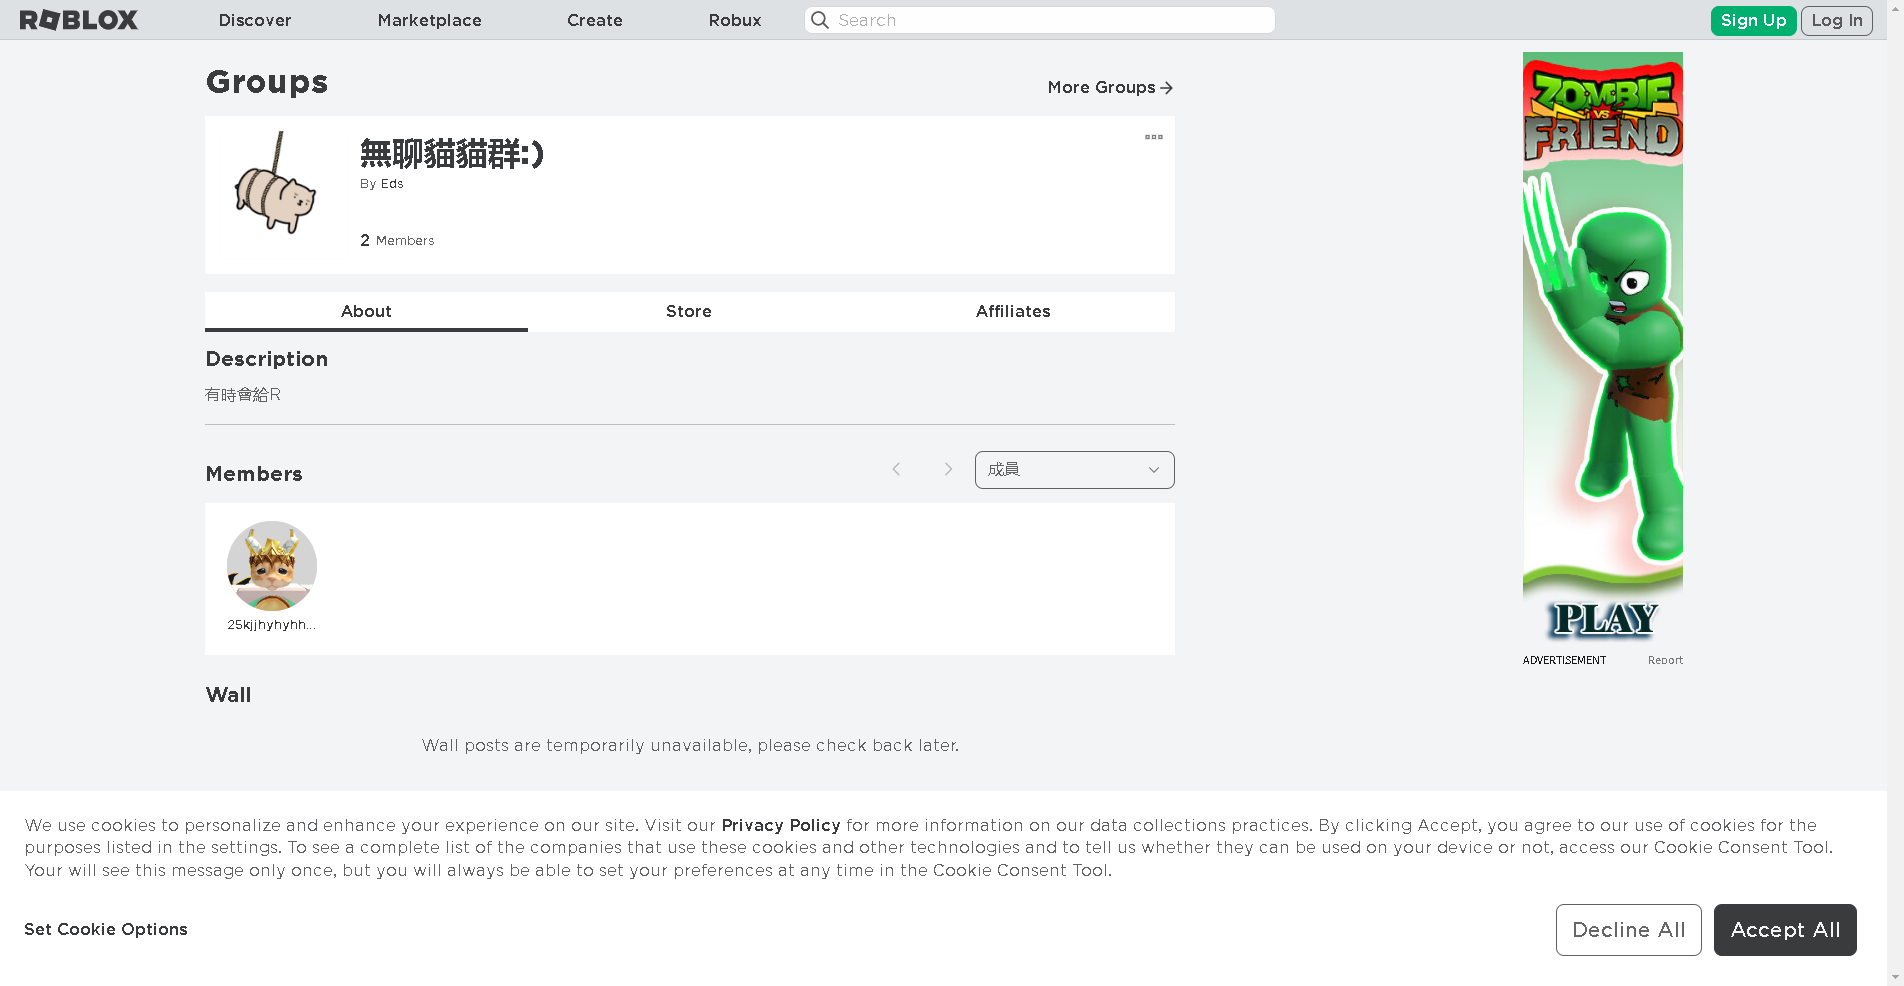 ROBLOX
Discover
Marketplace
Create
Robux
Search
Sign Up
Log In
Groups
More Groups
無聊貓貓群:)
By Eds
2 Members
About
Store
Affiliates
Description
有時會給R
Members
成員
25kjjhyhyhh...
Wall
Wall posts are temporarily unavailable, please check back later.
ZOMBIE
VS
FRIEND
PLAY
ADVERTISEMENT
Report
We use cookies to personalize and enhance your experience on our site. Visit our Privacy Policy for more information on our data collections practices. By clicking Accept, you agree to our use of cookies for the
purposes listed in the settings. To see a complete list of the companies that use these cookies and other technologies and to tell us whether they can be used on your device or not, access our Cookie Consent Tool.
Your will see this message only once, but you will always be able to set your preferences at any time in the Cookie Consent Tool.
Set Cookie Options
Decline All
Accept All